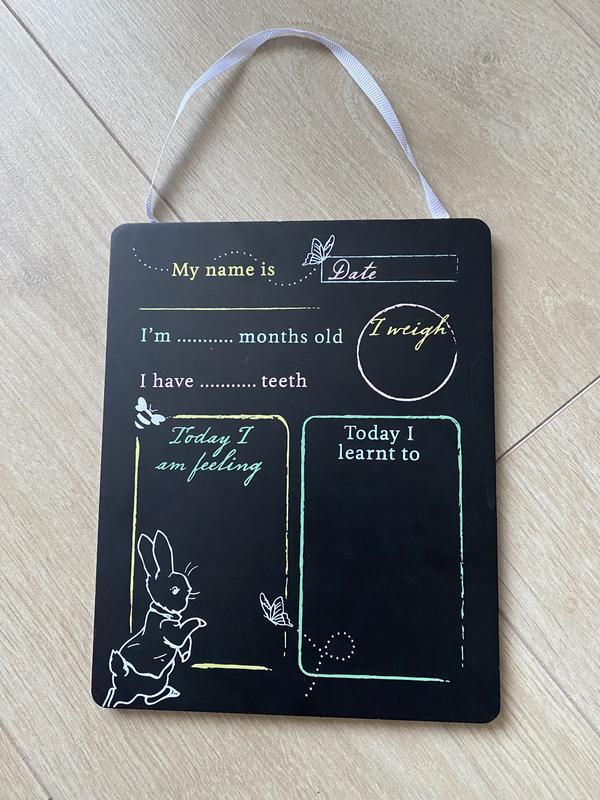 My name is
Date
I'm ........... months old
I weigh
I have ........... teeth
Today I
am feeling
Today I
learnt to